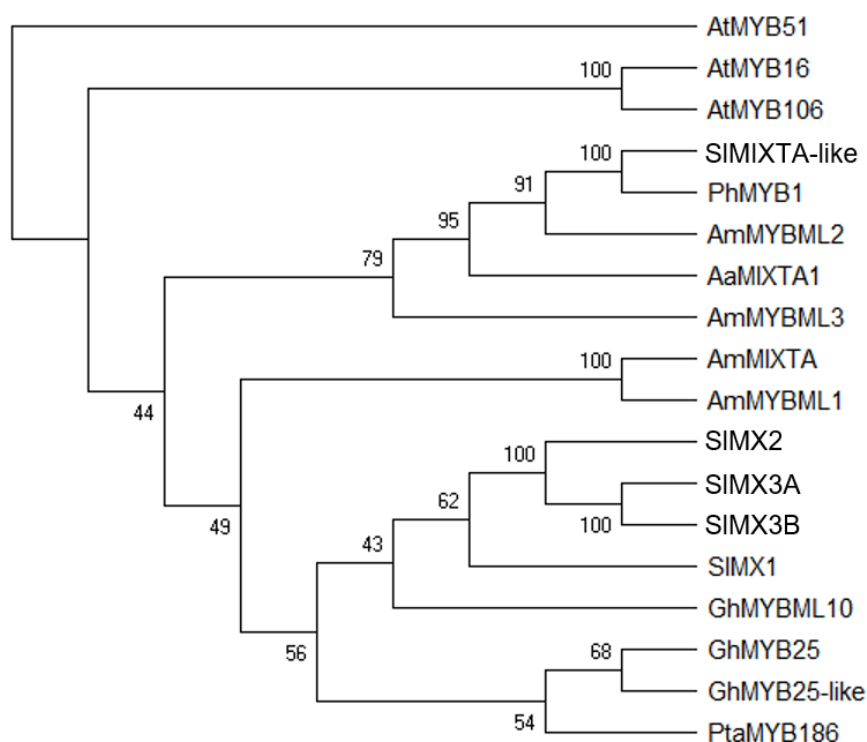 AtMYB51
100
AtMYB16
AtMYB106
100
SlMIXTA-like
91
PhMYB1
95
AmMYBML2
79
AaMIXTA1
AmMYBML3
100
AmMIXTA
44
AmMYBML1
100
SlMX2
62
SlMX3A
49
100
SlMX3B
43
SlMX1
GhMYBML10
56
68
GhMYB25
GhMYB25-like
54
PtaMYB186